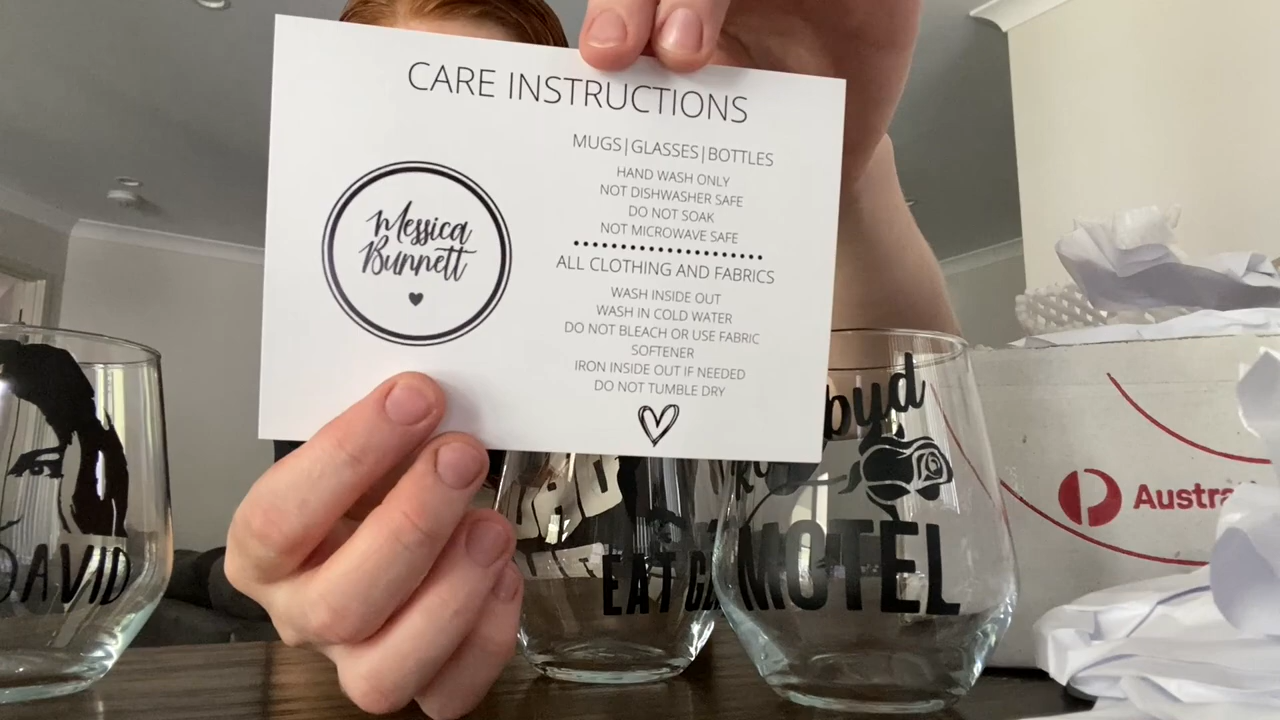 CARE INSTRUCTIONS
Messica
Bunnett
MUGS|GLASSES|BOTTLES
HAND WASH ONLY
NOT DISHWASHER SAFE
DO NOT SOAK
NOT MICROWAVE SAFE
ALL CLOTHING AND FABRICS
WASH INSIDE OUT
WASH IN COLD WATER
DO NOT BLEACH OR USE FABRIC
SOFTENER
IRON INSIDE OUT IF NEEDED
DO NOT TUMBLE DRY
DAVID
EAT
MOTEL